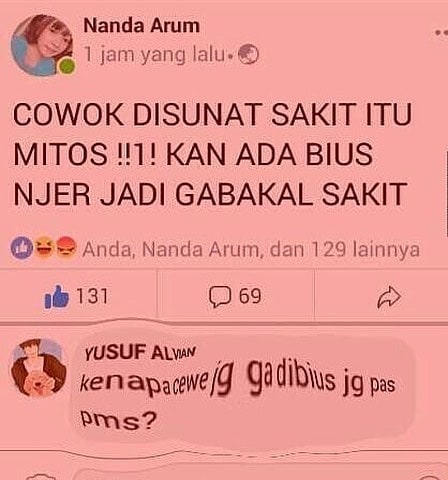 Nanda Arum
1 jam yang lalu
COWOK DISUNAT SAKIT ITU
MITOS !!1! KAN ADA BIUS
NJER JADI GABAKAL SAKIT
Anda, Nanda Arum, dan 129 lainnya
131 69
YUSUF ALVIAN
kenapa cewe jg gadibius jg pas
pms?